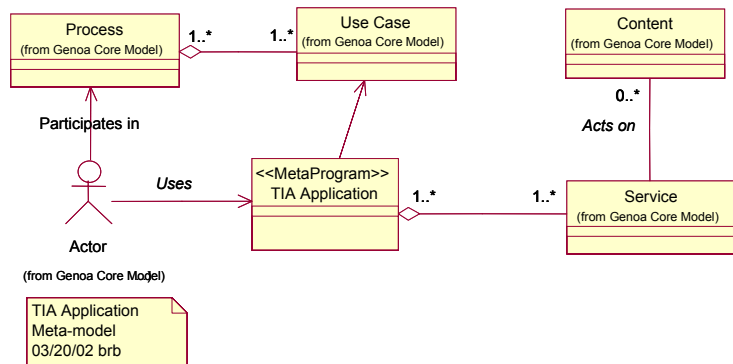 Process
(from Genoa Core Model)
1..*
1..*
Use Case
(from Genoa Core Model)
Content
(from Genoa Core Model)
0..*
Acts on
Participates in
Uses
<<MetaProgram>>
TIA Application
1..*
1..*
Service
(from Genoa Core Model)
Actor
(from Genoa Core Model)
TIA Application
Meta-model
03/20/02 brb